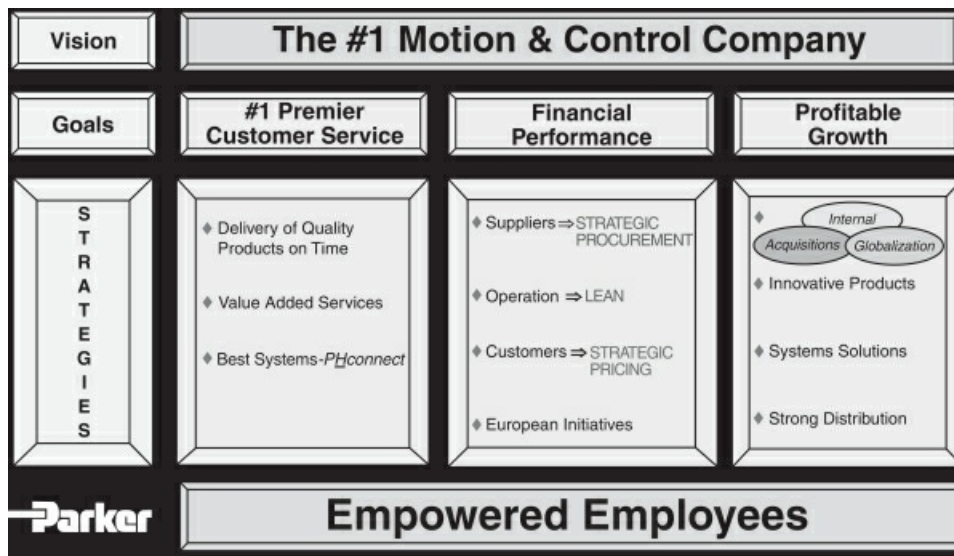 Vision
The #1 Motion & Control Company
Goals
#1 Premier
Customer Service
Financial
Performance
Profitable
Growth
S
T
R
A
T
E
G
I
E
S
♦ Delivery of Quality
Products on Time
♦ Value Added Services
♦ Best Systems-PHconnect
♦ Suppliers ⇒ STRATEGIC
PROCUREMENT
♦ Operation ⇒ LEAN
♦ Customers ⇒ STRATEGIC
PRICING
♦ European Initiatives
♦ Internal
Acquisitions Globalization
♦ Innovative Products
♦ Systems Solutions
♦ Strong Distribution
Parker
Empowered Employees